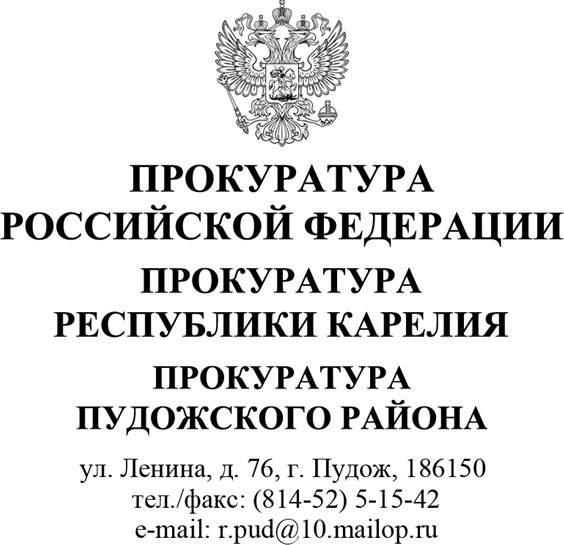 ПРОКУРАТУРА
РОССИЙСКОЙ ФЕДЕРАЦИИ
ПРОКУРАТУРА
РЕСПУБЛИКИ КАРЕЛИЯ
ПРОКУРАТУРА
ПУДОЖСКОГО РАЙОНА
ул. Ленина, д. 76, г. Пудож, 186150
тел./факс: (814-52) 5-15-42
e-mail: r.pud@10.mailop.ru